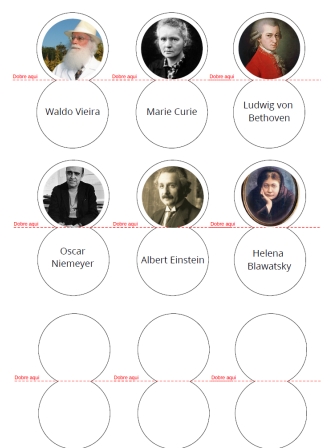 Dobre aqui Dobre aqui Dobre aqui
Waldo Vieira
Marie Curie
Ludwig von
Bethoven
Dobre aqui Dobre aqui Dobre aqui
Oscar
Niemeyer
Albert Einstein
Helena
Blawatsky
Dobre aqui Dobre aqui Dobre aqui